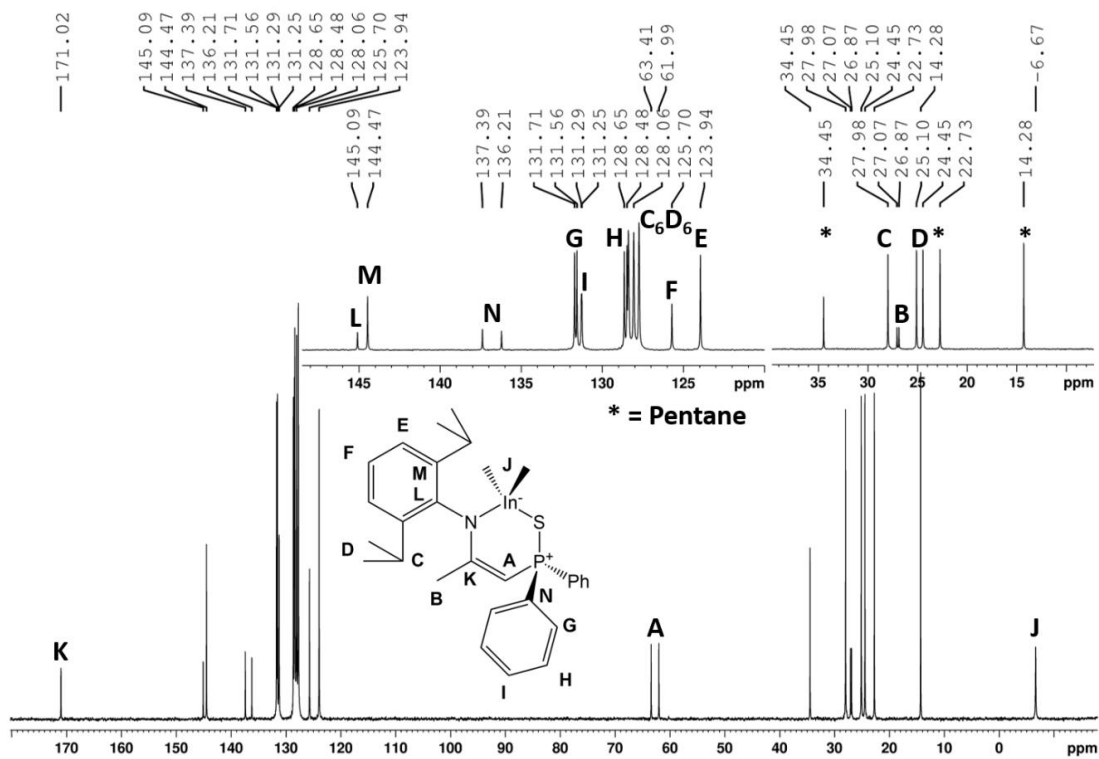 171.02
145.09
144.47
137.39
136.21
131.71
131.56
131.29
131.25
128.65
128.48
128.06
125.70
123.94
63.41
61.99
34.45
27.98
27.07
26.87
25.10
24.45
22.73
14.28
-6.67
145.09
144.47
137.39
136.21
131.71
131.56
131.29
131.25
128.65
128.48
128.06
125.70
123.94
34.45
27.98
27.07
26.87
25.10
24.45
22.73
14.28
L M N G I H C6D6 F E
* C B D * *
145 140 135 130 125 ppm
35 30 25 20 15 ppm
* = Pentane
E
F
M
L
J
In-
N
S
D
C
A
K
B
P+
Ph
N
G
H
I
K
A
J
170 160 150 140 130 120 110 100 90 80 70 60 50 40 30 20 10 0 ppm